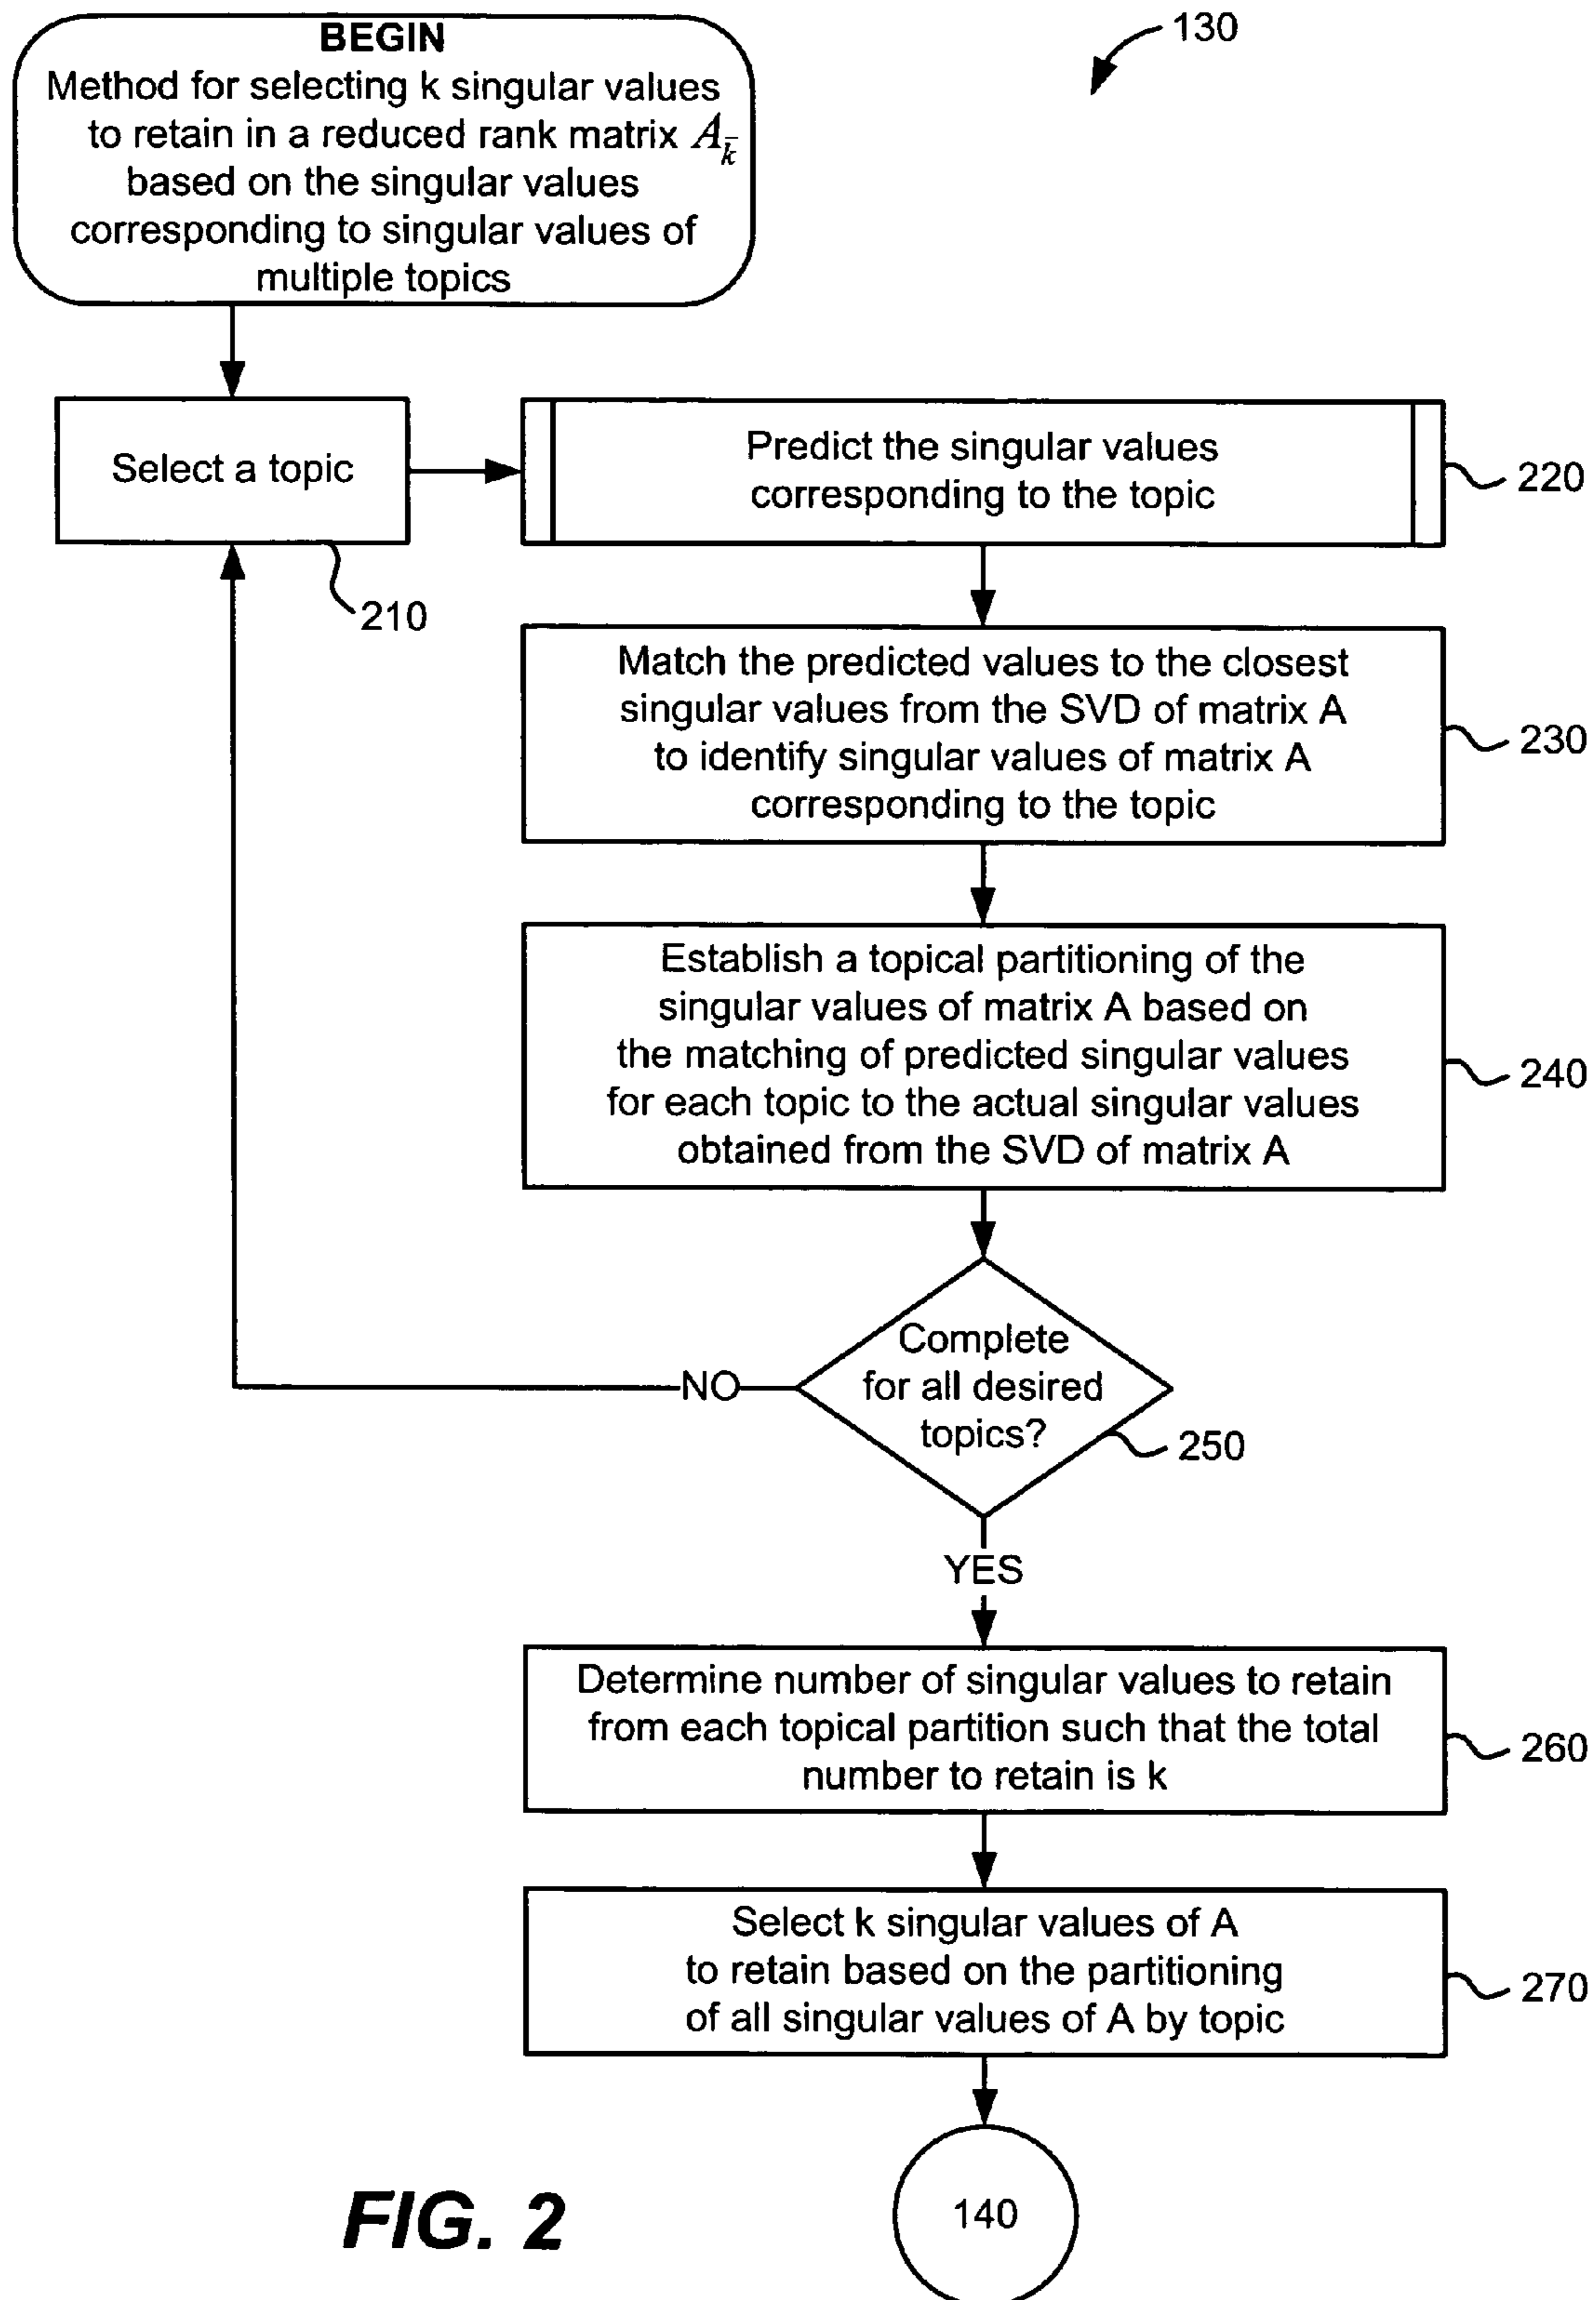 130
BEGIN
Method for selecting k singular values
to retain in a reduced rank matrix A_k̄
based on the singular values
corresponding to singular values of
multiple topics
Select a topic
210
Predict the singular values
corresponding to the topic
220
Match the predicted values to the closest
singular values from the SVD of matrix A
to identify singular values of matrix A
corresponding to the topic
230
Establish a topical partitioning of the
singular values of matrix A based on
the matching of predicted singular values
for each topic to the actual singular values
obtained from the SVD of matrix A
240
Complete
for all desired
topics?
250
NO
YES
Determine number of singular values to retain
from each topical partition such that the total
number to retain is k
260
Select k singular values of A
to retain based on the partitioning
of all singular values of A by topic
270
140
FIG. 2